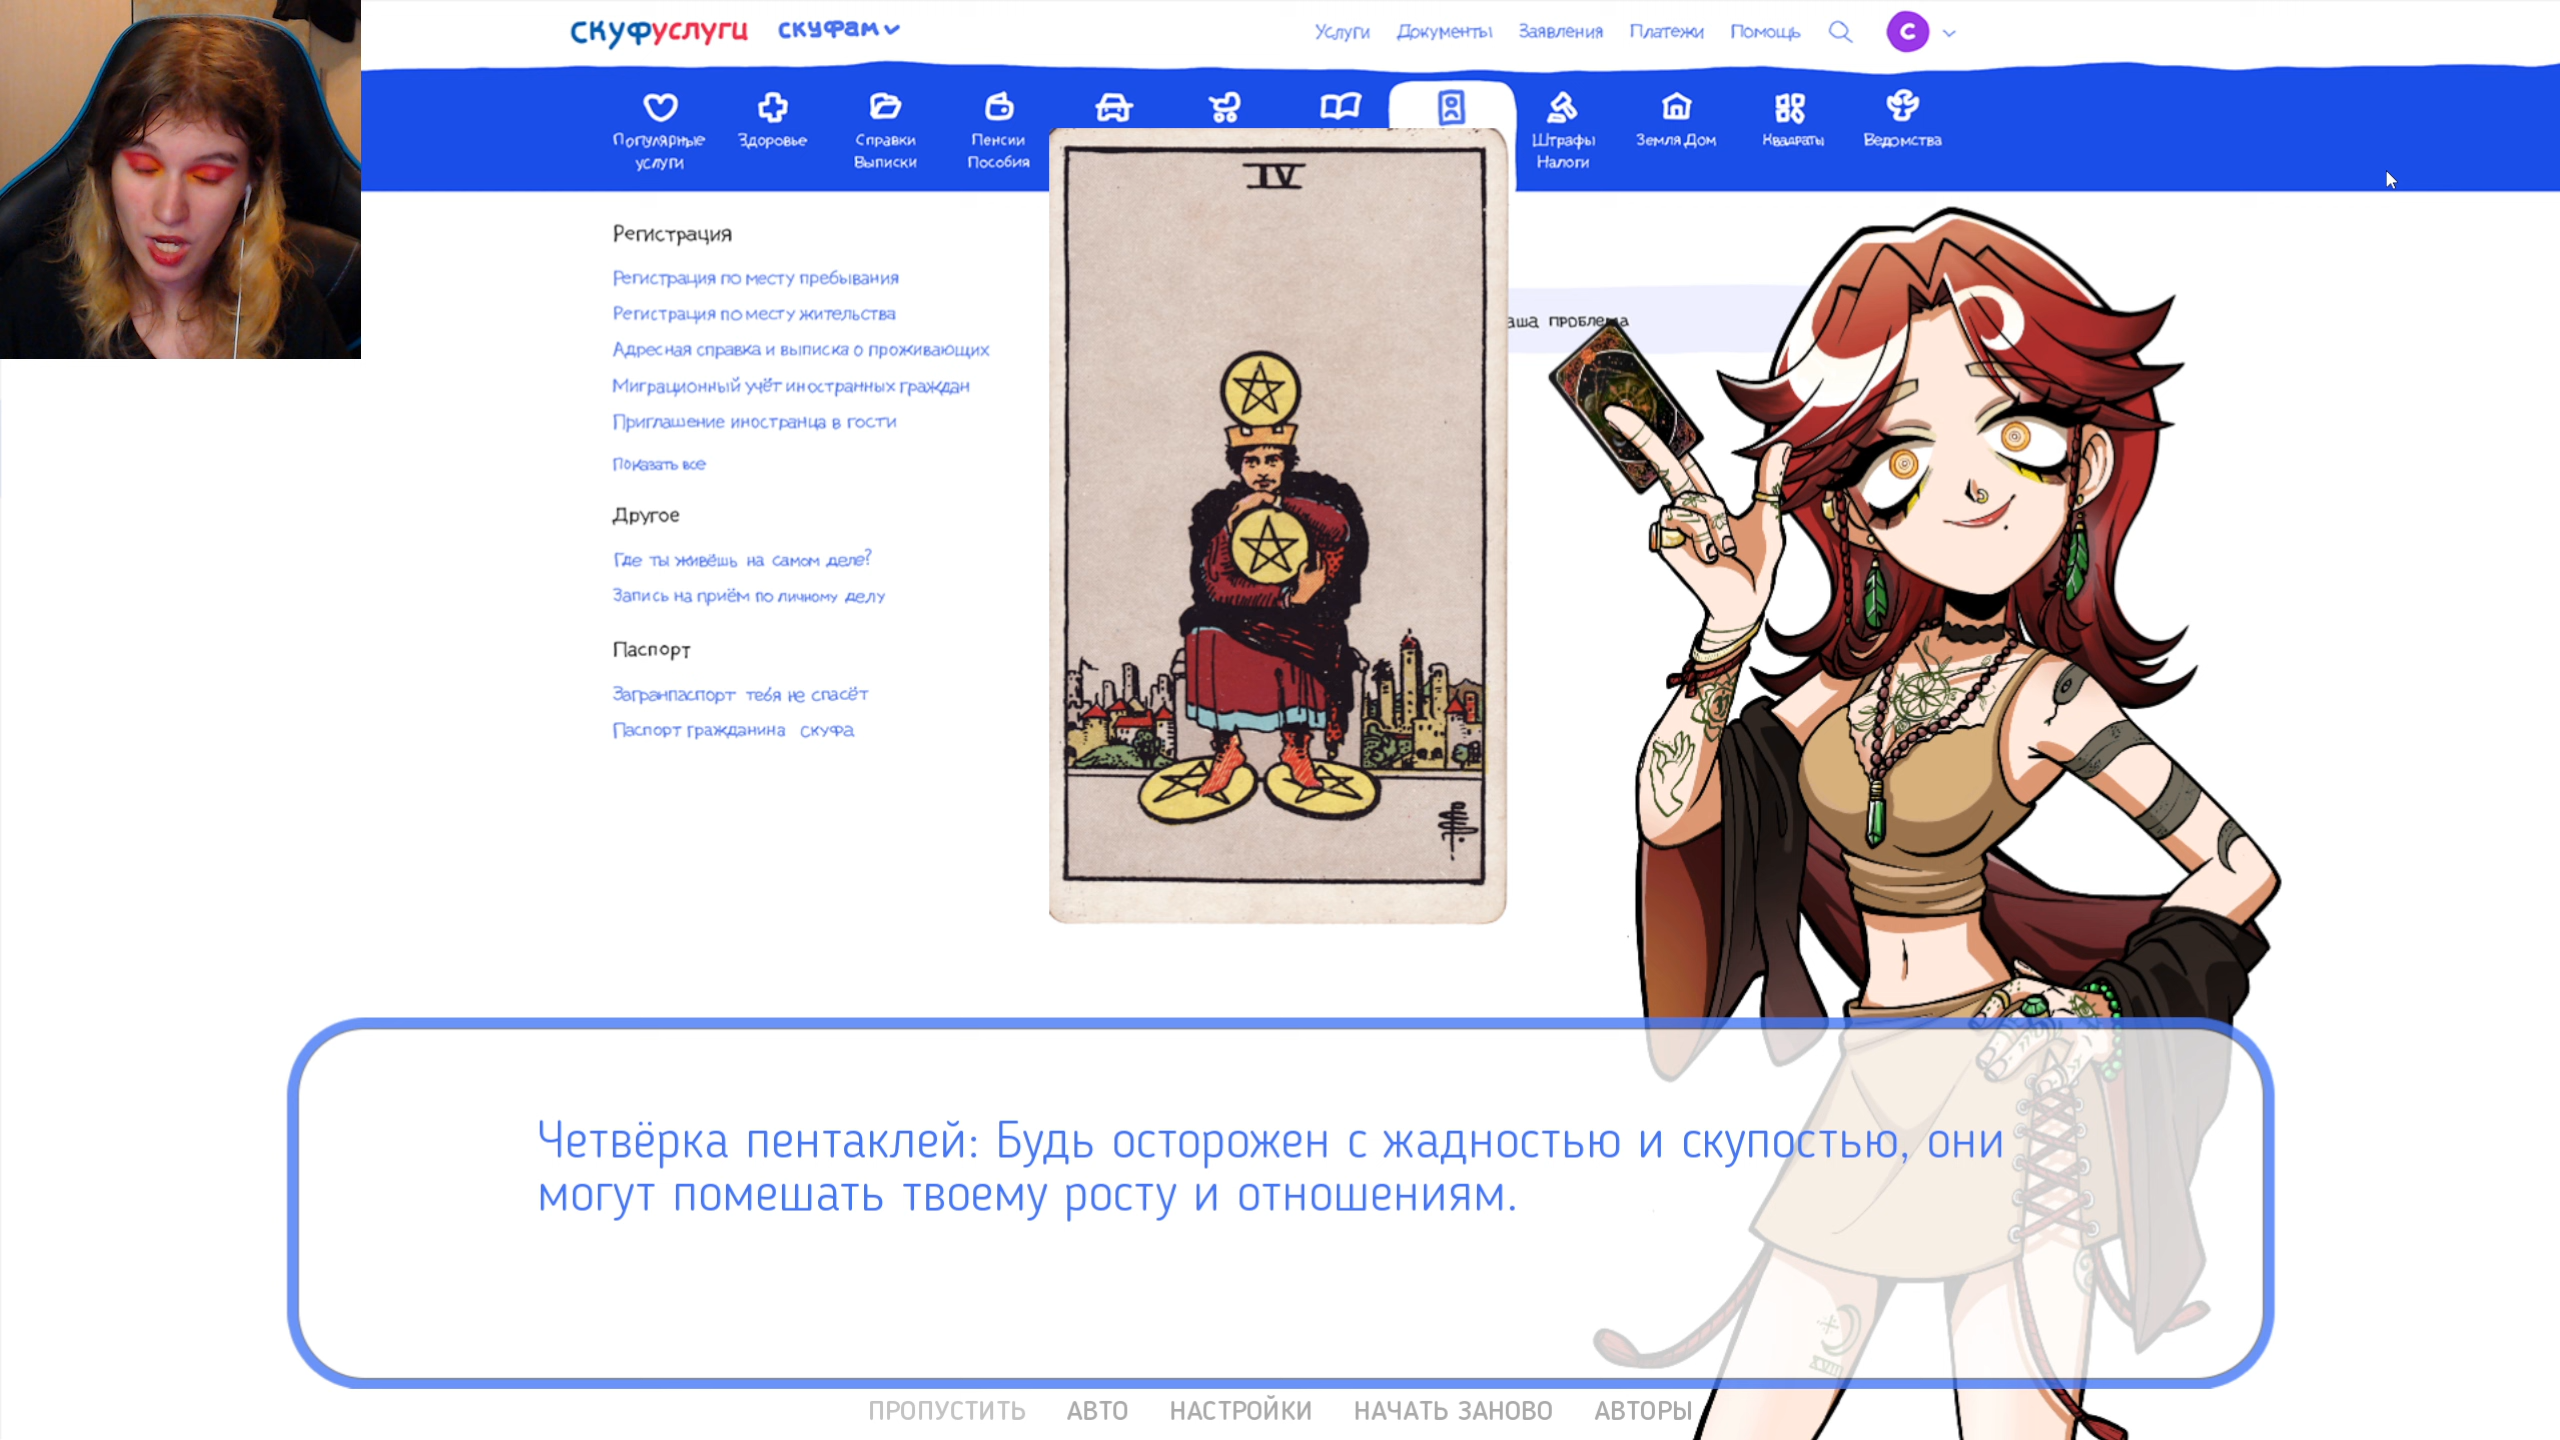 скуфуслуги скуфам
Услуги Документы Заявления Платежи Помощь С
Популярные услуги
Здоровье
Справки Выписки
Пенсии Пособия
Штрафы Налоги
Земля Дом
Квадраты
Ведомства
IV
аша проблема
Регистрация
Регистрация по месту пребывания
Регистрация по месту жительства
Адресная справка и выписка о проживающих
Миграционный учёт иностранных граждан
Приглашение иностранца в гости
Показать все
Другое
Где ты живёшь на самом деле?
Запись на приём по личному делу
Паспорт
Загранпаспорт тебя не спасёт
Паспорт гражданина скуфа
Четвёрка пентаклей: Будь осторожен с жадностью и скупостью, они
могут помешать твоему росту и отношениям.
XVII
ПРОПУСТИТЬ АВТО НАСТРОЙКИ НАЧАТЬ ЗАНОВО АВТОРЫ